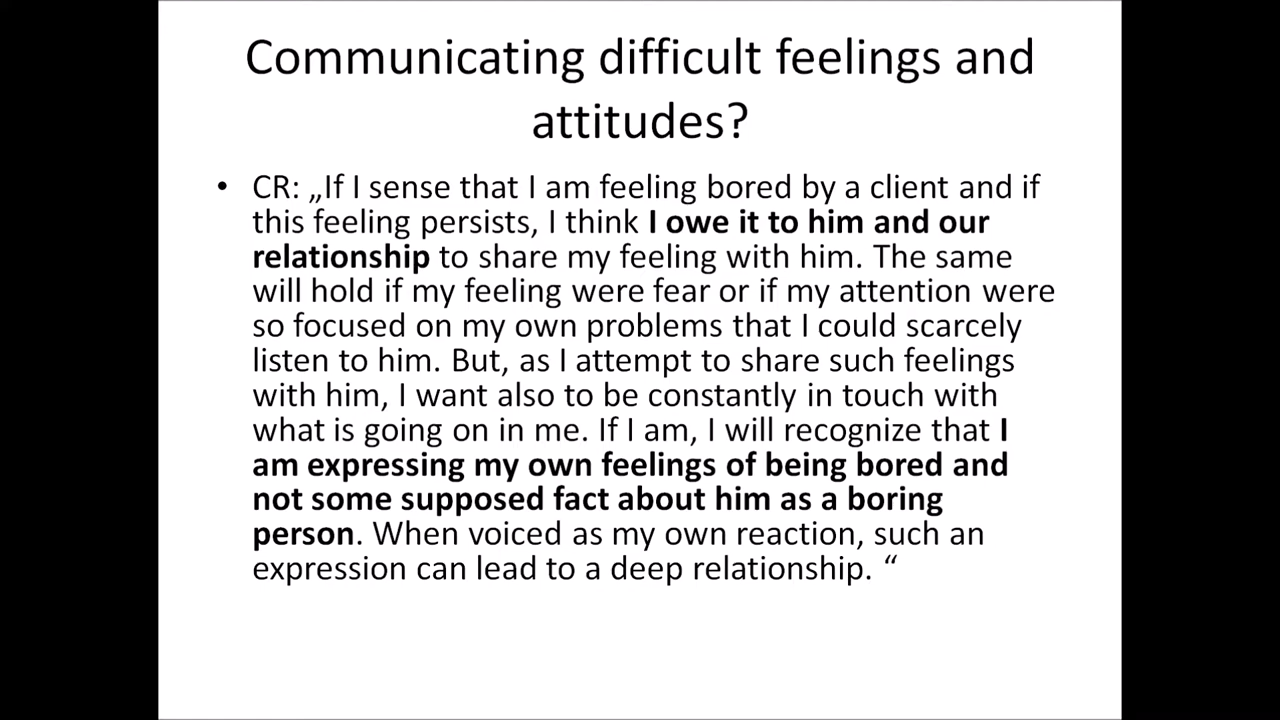 Communicating difficult feelings and
attitudes?
• CR: „If I sense that I am feeling bored by a client and if
this feeling persists, I think I owe it to him and our
relationship to share my feeling with him. The same
will hold if my feeling were fear or if my attention were
so focused on my own problems that I could scarcely
listen to him. But, as I attempt to share such feelings
with him, I want also to be constantly in touch with
what is going on in me. If I am, I will recognize that I
am expressing my own feelings of being bored and
not some supposed fact about him as a boring
person. When voiced as my own reaction, such an
expression can lead to a deep relationship. “